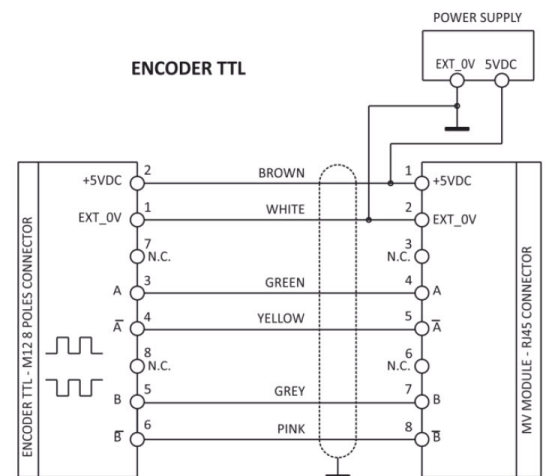 POWER SUPPLY
EXT_0V 5VDC
ENCODER TTL
ENCODER TTL - M12 8 POLES CONNECTOR
MV MODULE - RJ45 CONNECTOR
+5VDC 2 BROWN 1 +5VDC
EXT_0V 1 WHITE 2 EXT_0V
7 N.C. 3 N.C.
A 3 GREEN 4 A
A̅ 4 YELLOW 5 A̅
8 N.C. 6 N.C.
B 5 GREY 7 B
B̅ 6 PINK 8 B̅